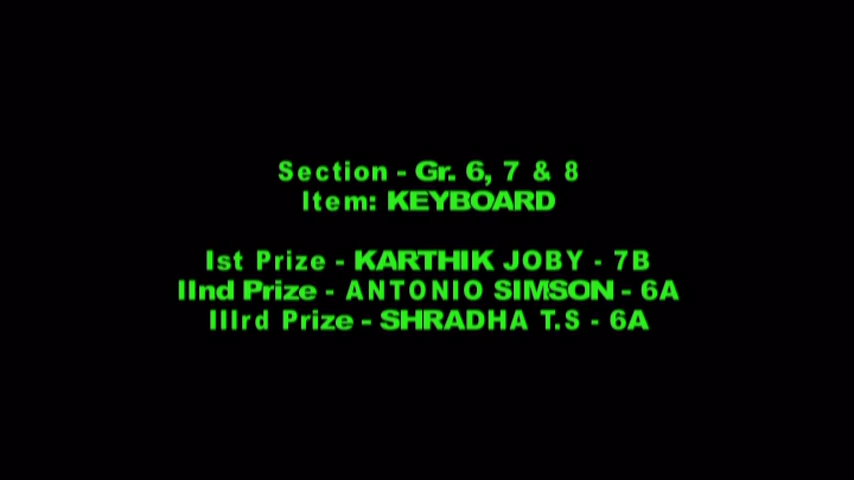 Section - Gr. 6, 7 & 8
Item: KEYBOARD
Ist Prize - KARTHIK JOBY - 7B
IInd Prize - ANTONIO SIMSON - 6A
IIIrd Prize - SHRADHA T.S - 6A